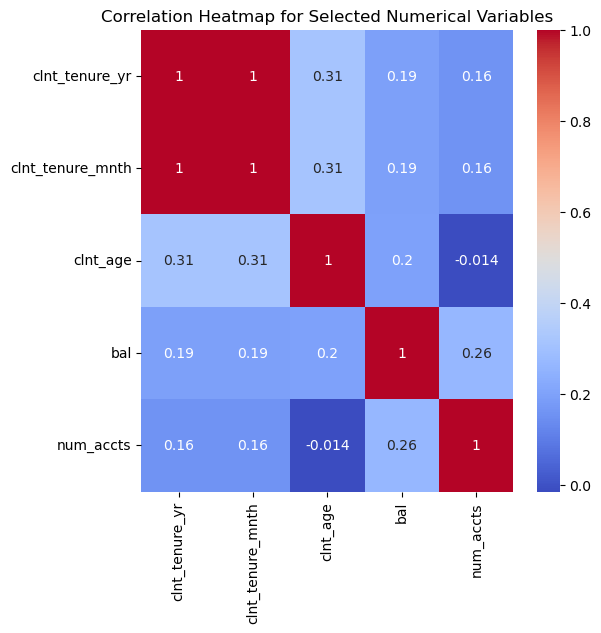 Correlation Heatmap for Selected Numerical Variables
clnt_tenure_yr 1 1 0.31 0.19 0.16
clnt_tenure_mnth 1 1 0.31 0.19 0.16
clnt_age 0.31 0.31 1 0.2 -0.014
bal 0.19 0.19 0.2 1 0.26
num_accts 0.16 0.16 -0.014 0.26 1
clnt_tenure_yr
clnt_tenure_mnth
clnt_age
bal
num_accts
1.0
0.8
0.6
0.4
0.2
0.0